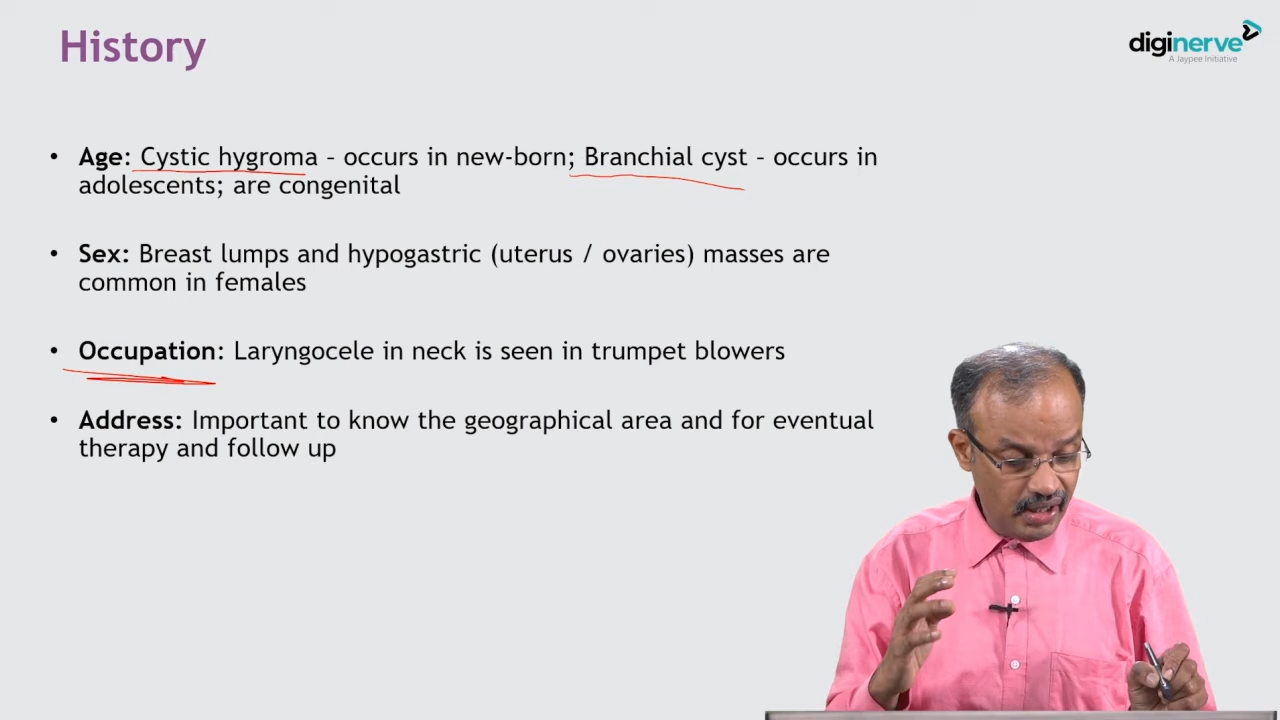 History
diginerve
A Jaypee Initiative
• Age: Cystic hygroma – occurs in new-born; Branchial cyst – occurs in
adolescents; are congenital
• Sex: Breast lumps and hypogastric (uterus / ovaries) masses are
common in females
• Occupation: Laryngocele in neck is seen in trumpet blowers
• Address: Important to know the geographical area and for eventual
therapy and follow up